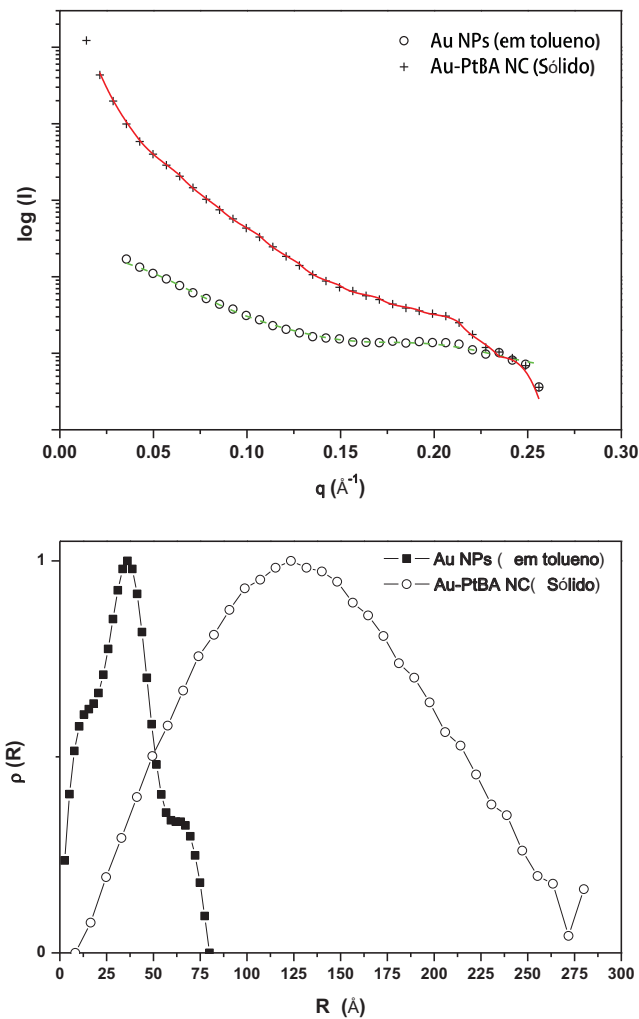 Au NPs (em tolueno)
Au-PtBA NC (Sólido)
log (I)
0.00 0.05 0.10 0.15 0.20 0.25 0.30
q (Å⁻¹)
1
Au NPs ( em tolueno)
Au-PtBA NC( Sólido)
ρ (R)
0
0 25 50 75 100 125 150 175 200 225 250 275 300
R (Å)